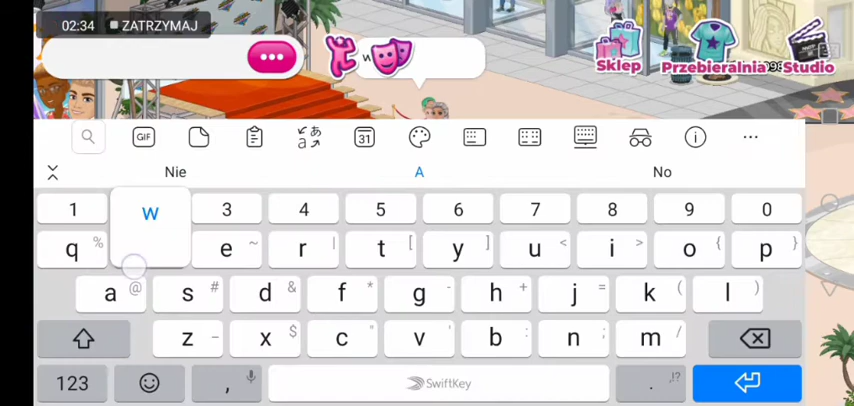 02:34 ZATRZYMAJ
Sklep Przebieralnia Studio
GIF 31
Nie A No
1 W 3 4 5 6 7 8 9 0
q % e ~ r | t [ y ] u < i > o { p }
a @ s # d & f * g - h + j = k ( l )
z _ x $ c " v ' b : n ; m /
123 , SwiftKey . ,!?